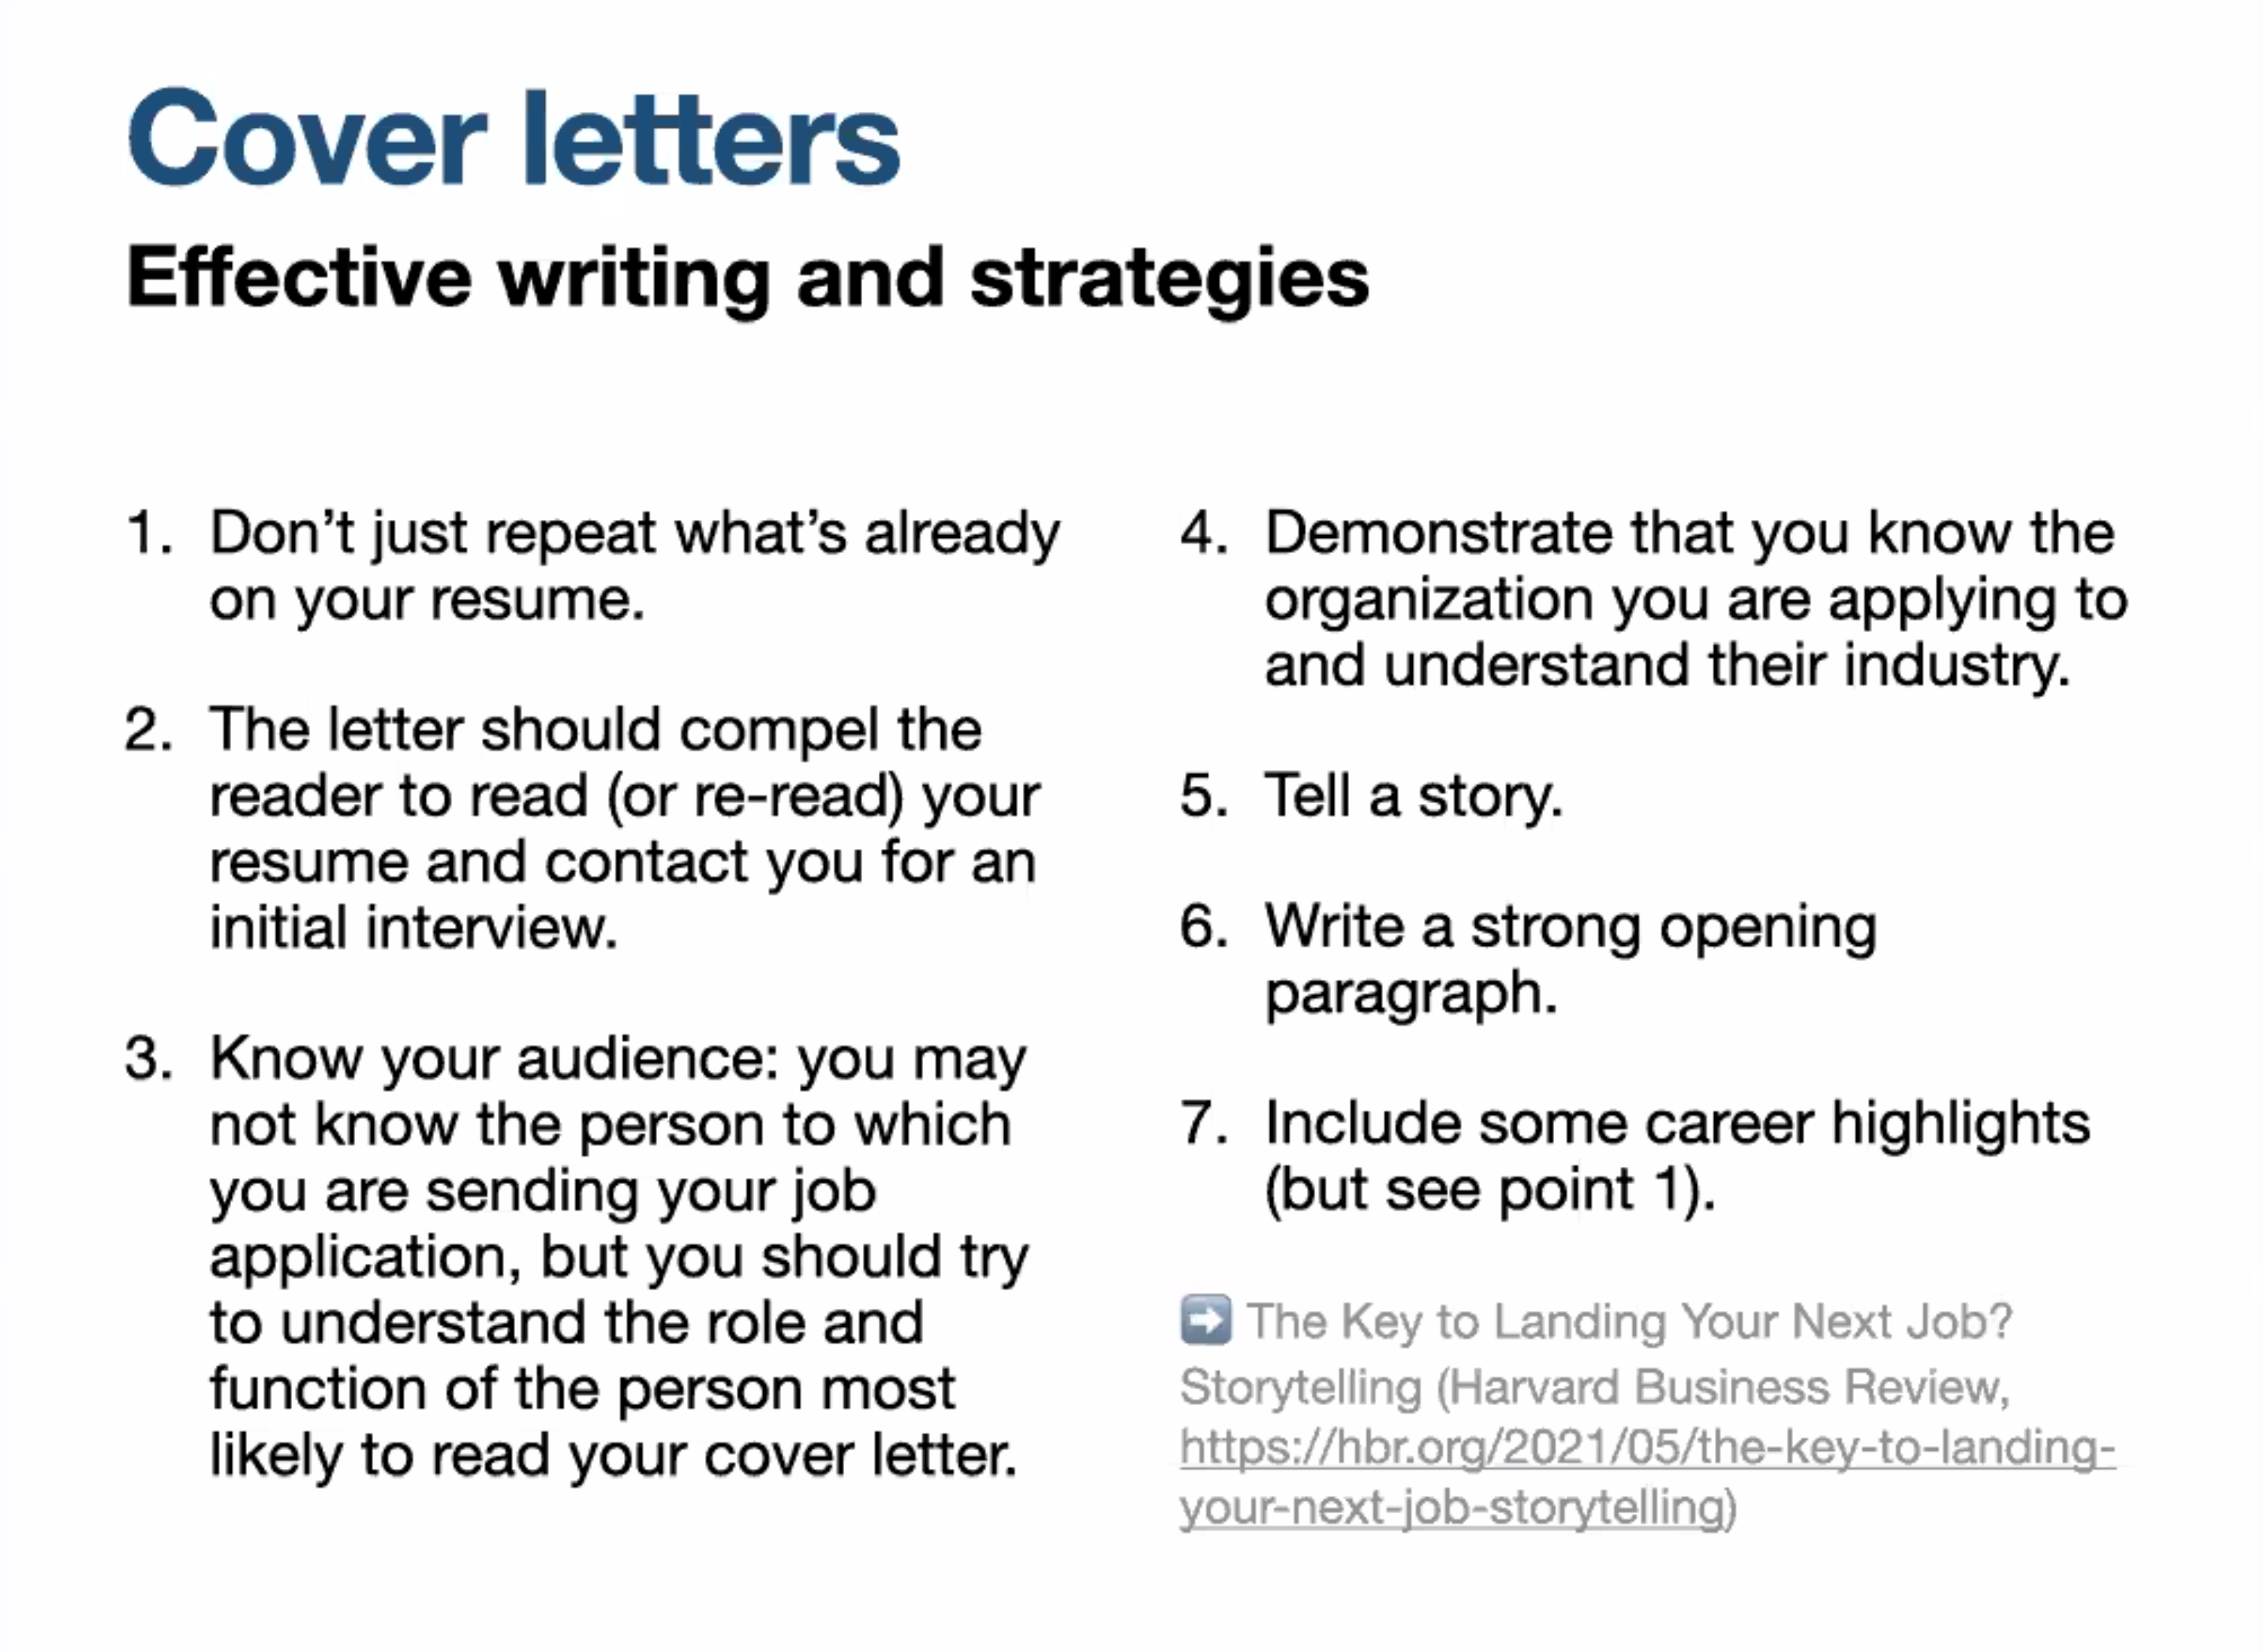 Cover letters
Effective writing and strategies
1. Don’t just repeat what’s already
on your resume.
2. The letter should compel the
reader to read (or re-read) your
resume and contact you for an
initial interview.
3. Know your audience: you may
not know the person to which
you are sending your job
application, but you should try
to understand the role and
function of the person most
likely to read your cover letter.
4. Demonstrate that you know the
organization you are applying to
and understand their industry.
5. Tell a story.
6. Write a strong opening
paragraph.
7. Include some career highlights
(but see point 1).
➡️ The Key to Landing Your Next Job?
Storytelling (Harvard Business Review,
https://hbr.org/2021/05/the-key-to-landing-
your-next-job-storytelling)